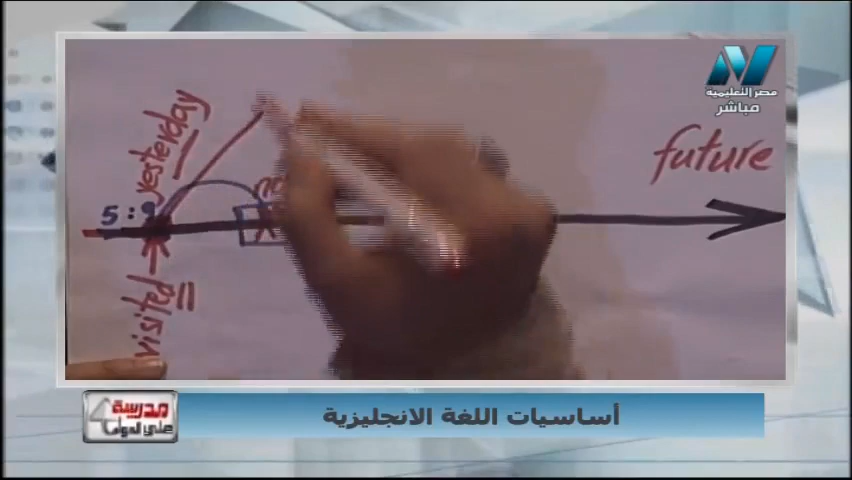 مصر التعليمية
مباشر
yesterday
future
5:9
visited
أساسيات اللغة الانجليزية
مدرسة
على الهواء